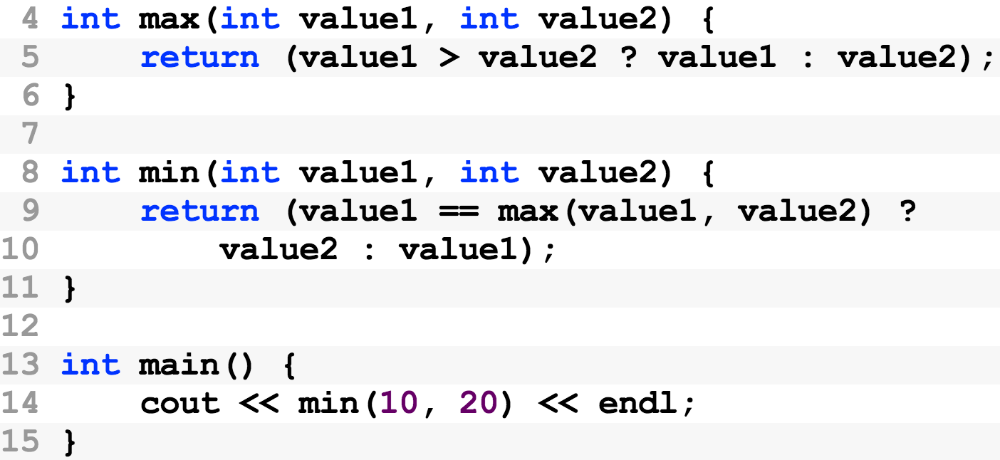 4 int max(int value1, int value2) {
5     return (value1 > value2 ? value1 : value2);
6 }
7
8 int min(int value1, int value2) {
9     return (value1 == max(value1, value2) ?
10         value2 : value1);
11 }
12
13 int main() {
14     cout << min(10, 20) << endl;
15 }